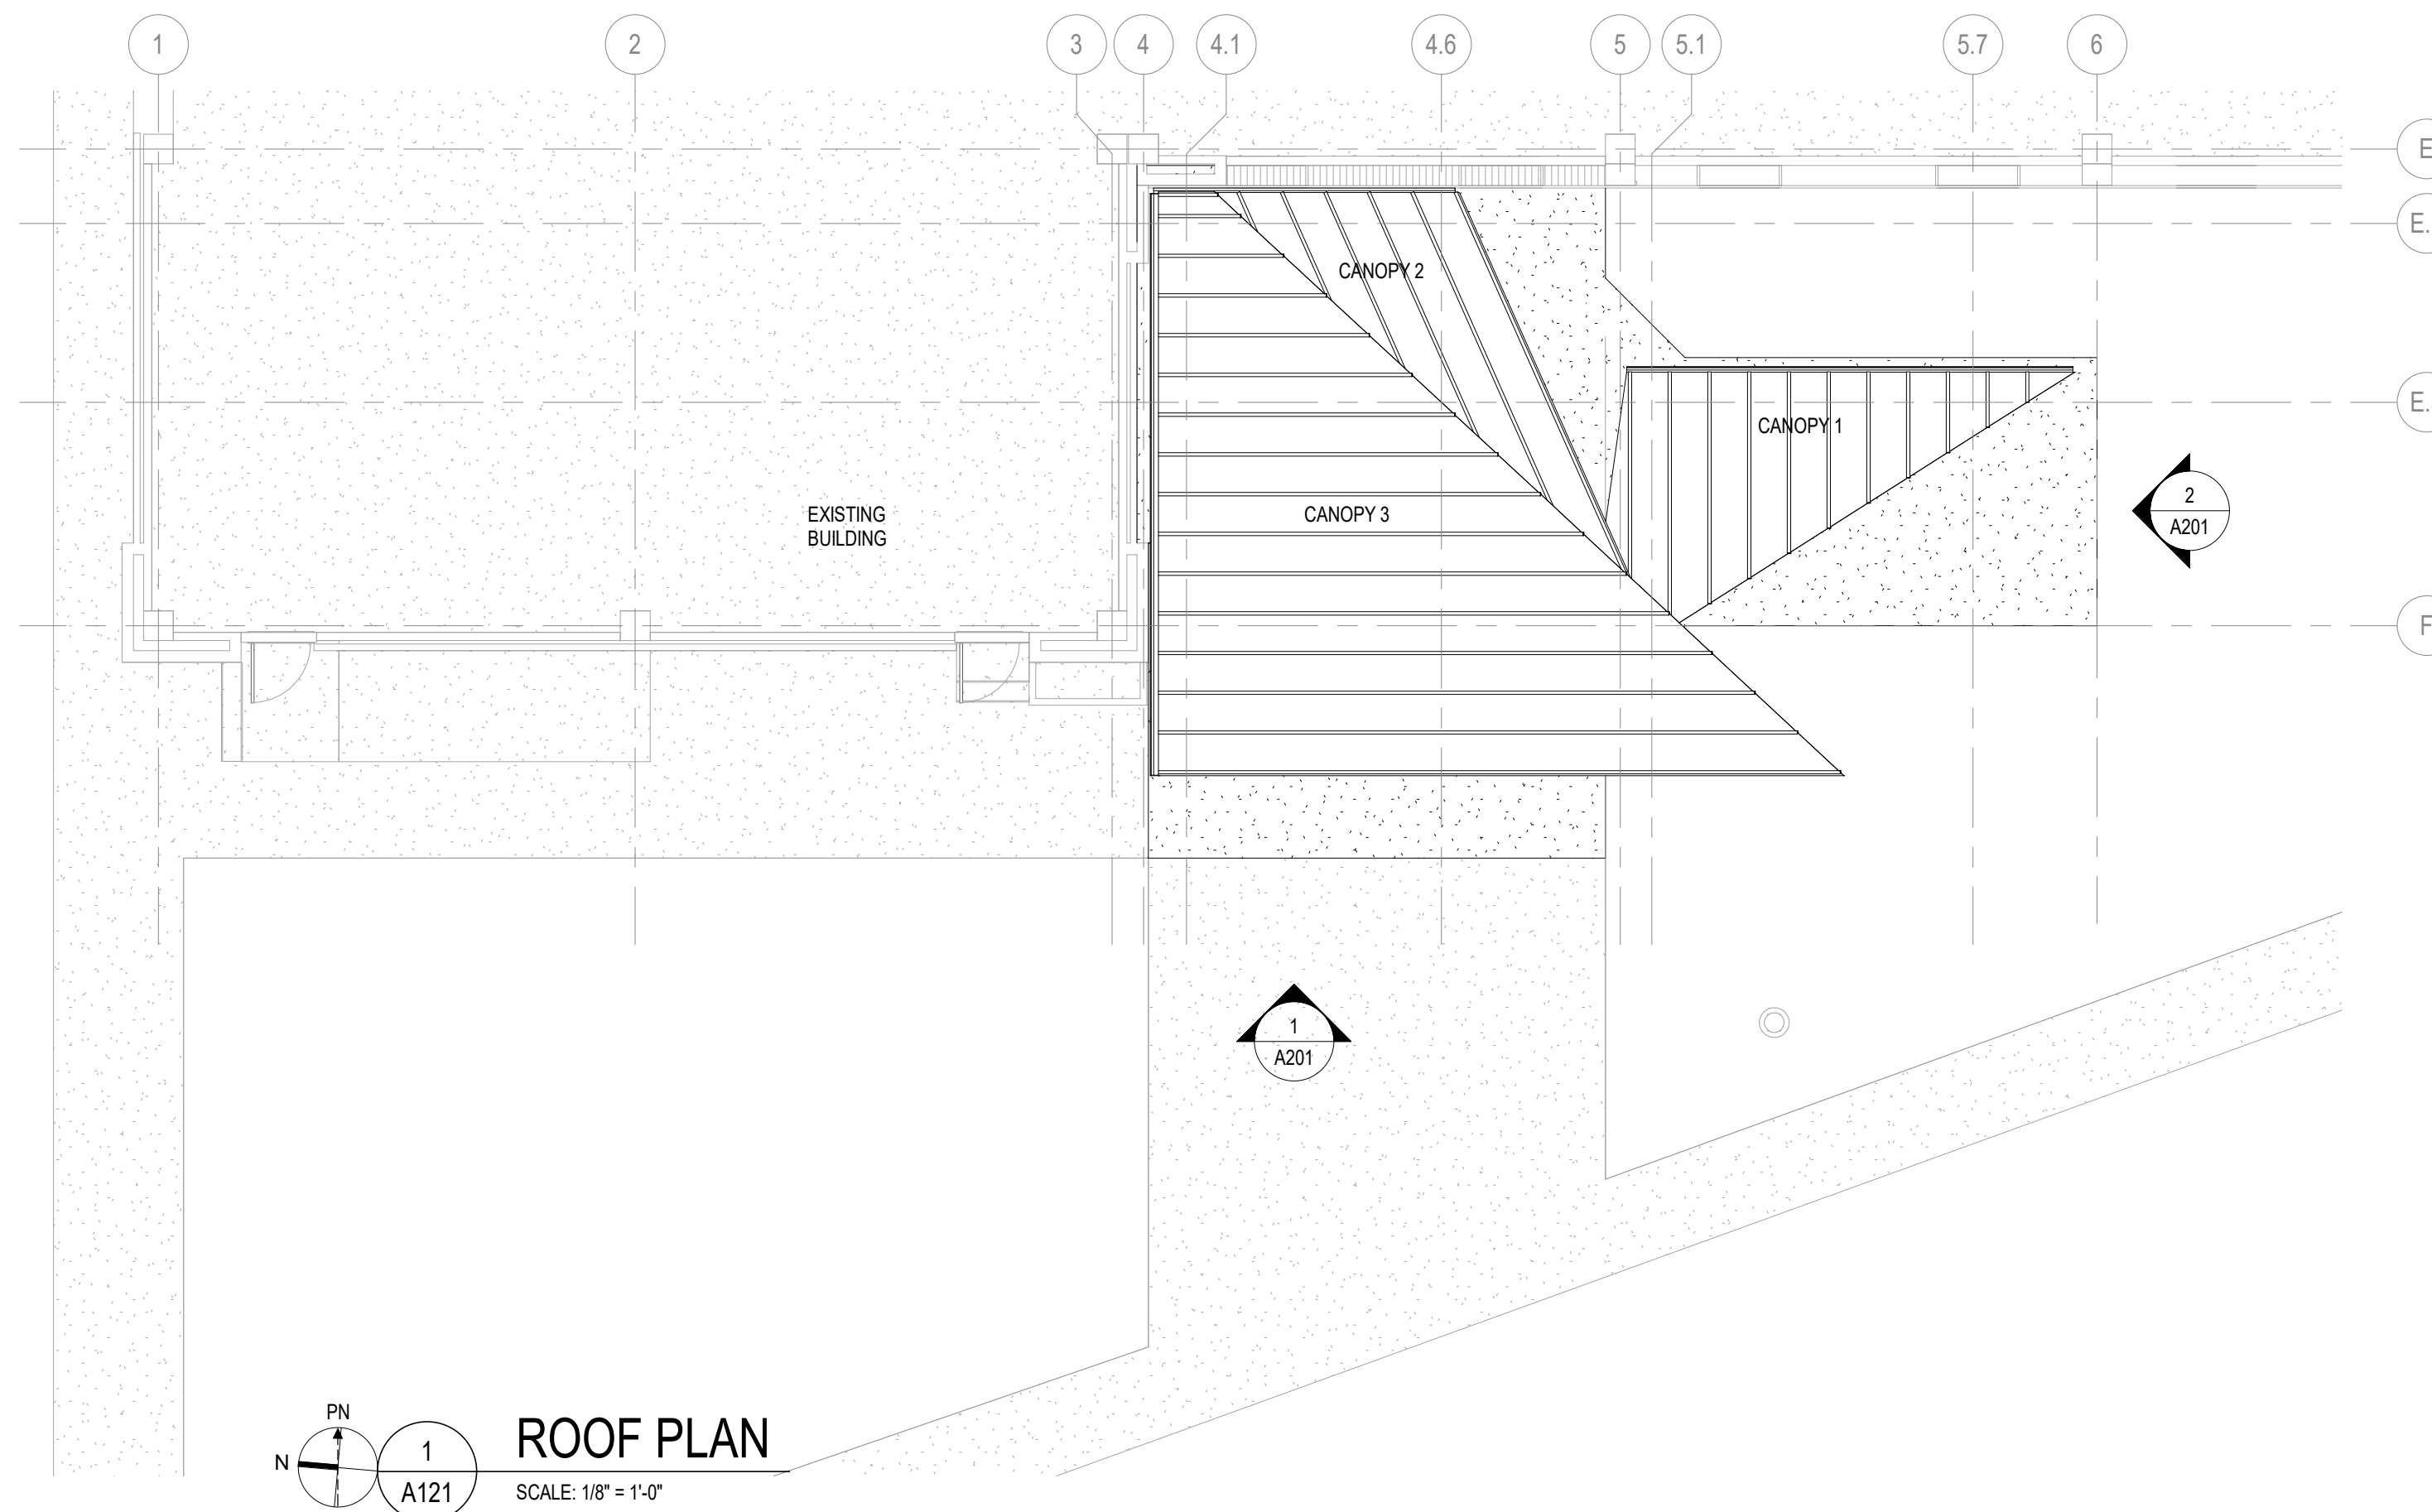 1
2
3
4
4.1
4.6
5
5.1
5.7
6
E
E.
CANOPY 2
E.
CANOPY 1
2
A201
EXISTING
BUILDING
CANOPY 3
F
1
A201
PN
N
1
A121
ROOF PLAN
SCALE: 1/8" = 1'-0"